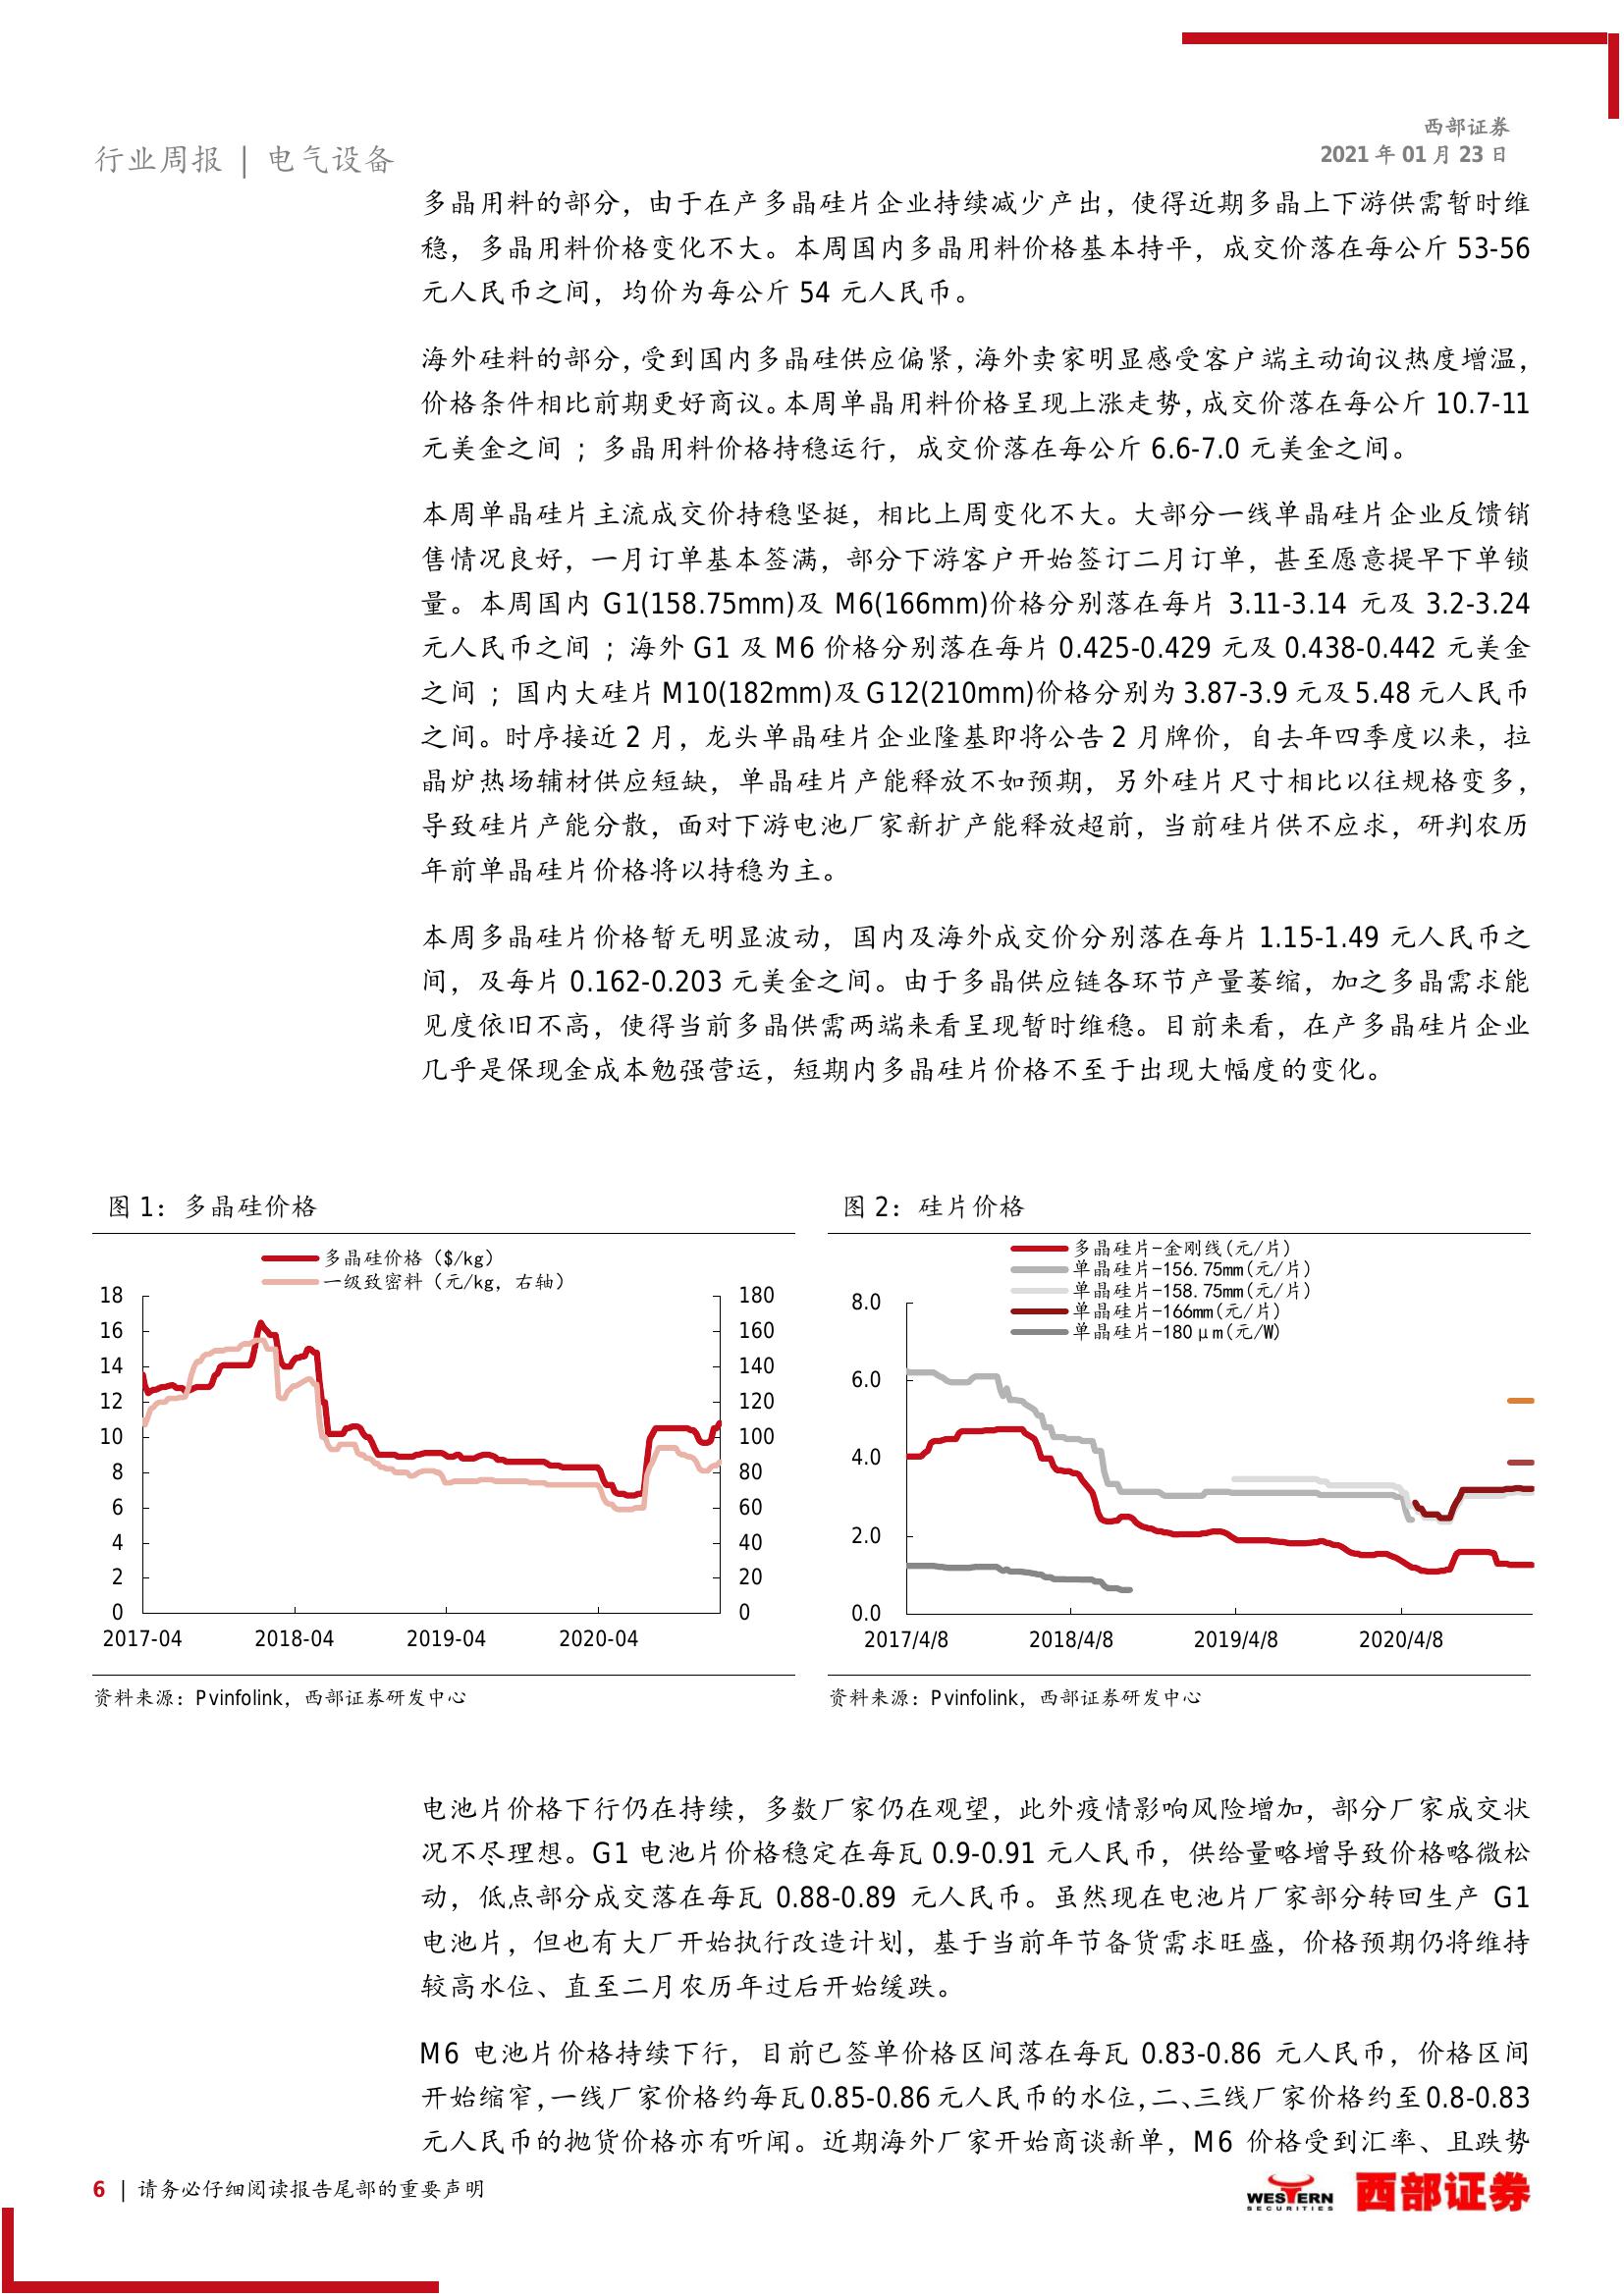 西部证券
2021 年 01 月 23 日
行业周报 | 电气设备
多晶用料的部分，由于在产多晶硅片企业持续减少产出，使得近期多晶上下游供需暂时维
稳，多晶用料价格变化不大。本周国内多晶用料价格基本持平，成交价落在每公斤 53-56
元人民币之间，均价为每公斤 54 元人民币。
海外硅料的部分，受到国内多晶硅供应偏紧，海外卖家明显感受客户端主动询议热度增温，
价格条件相比前期更好商议。本周单晶用料价格呈现上涨走势，成交价落在每公斤 10.7-11
元美金之间；多晶用料价格持稳运行，成交价落在每公斤 6.6-7.0 元美金之间。
本周单晶硅片主流成交价持稳坚挺，相比上周变化不大。大部分一线单晶硅片企业反馈销
售情况良好，一月订单基本签满，部分下游客户开始签订二月订单，甚至愿意提早下单锁
量。本周国内 G1(158.75mm)及 M6(166mm)价格分别落在每片 3.11-3.14 元及 3.2-3.24
元人民币之间；海外 G1 及 M6 价格分别落在每片 0.425-0.429 元及 0.438-0.442 元美金
之间；国内大硅片 M10(182mm)及 G12(210mm)价格分别为 3.87-3.9 元及 5.48 元人民币
之间。时序接近 2 月，龙头单晶硅片企业隆基即将公告 2 月牌价，自去年四季度以来，拉
晶炉热场辅材供应短缺，单晶硅片产能释放不如预期，另外硅片尺寸相比以往规格变多，
导致硅片产能分散，面对下游电池厂家新扩产能释放超前，当前硅片供不应求，研判农历
年前单晶硅片价格将以持稳为主。
本周多晶硅片价格暂无明显波动，国内及海外成交价分别落在每片 1.15-1.49 元人民币之
间，及每片 0.162-0.203 元美金之间。由于多晶供应链各环节产量萎缩，加之多晶需求能
见度依旧不高，使得当前多晶供需两端来看呈现暂时维稳。目前来看，在产多晶硅片企业
几乎是保现金成本勉强营运，短期内多晶硅片价格不至于出现大幅度的变化。
图 1：多晶硅价格
多晶硅价格（$/kg）
一级致密料（元/kg，右轴）
18
16
14
12
10
8
6
4
2
0
180
160
140
120
100
80
60
40
20
0
2017-04 2018-04 2019-04 2020-04
资料来源：Pvinfolink，西部证券研发中心
图 2：硅片价格
多晶硅片-金刚线(元/片)
单晶硅片-156.75mm(元/片)
单晶硅片-158.75mm(元/片)
单晶硅片-166mm(元/片)
单晶硅片-180μm(元/W)
8.0
6.0
4.0
2.0
0.0
2017/4/8 2018/4/8 2019/4/8 2020/4/8
资料来源：Pvinfolink，西部证券研发中心
电池片价格下行仍在持续，多数厂家仍在观望，此外疫情影响风险增加，部分厂家成交状
况不尽理想。G1 电池片价格稳定在每瓦 0.9-0.91 元人民币，供给量略增导致价格略微松
动，低点部分成交落在每瓦 0.88-0.89 元人民币。虽然现在电池片厂家部分转回生产 G1
电池片，但也有大厂开始执行改造计划，基于当前年节备货需求旺盛，价格预期仍将维持
较高水位、直至二月农历年过后开始缓跌。
M6 电池片价格持续下行，目前已签单价格区间落在每瓦 0.83-0.86 元人民币，价格区间
开始缩窄，一线厂家价格约每瓦 0.85-0.86 元人民币的水位，二、三线厂家价格约至 0.8-0.83
元人民币的抛货价格亦有听闻。近期海外厂家开始商谈新单，M6 价格受到汇率、且跌势
6 | 请务必仔细阅读报告尾部的重要声明
WESTERN
SECURITIES
西部证券